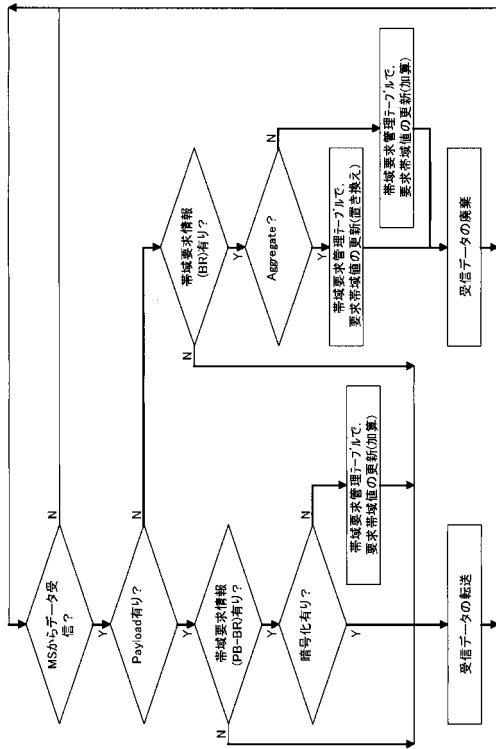 MSからデータ受
信？
N
Y
Payload有り？
N
Y
帯域要求情報
(PB-BR)有り？
N
Y
暗号化有り？
N
Y
帯域要求管理テーブルで、
要求帯域値の更新(加算)
受信データの転送
帯域要求情報
(BR)有り？
N
Y
Aggregate？
N
Y
帯域要求管理テーブルで、
要求帯域値の更新(置き換え)
帯域要求管理テーブルで、
要求帯域値の更新(加算)
受信データの廃棄